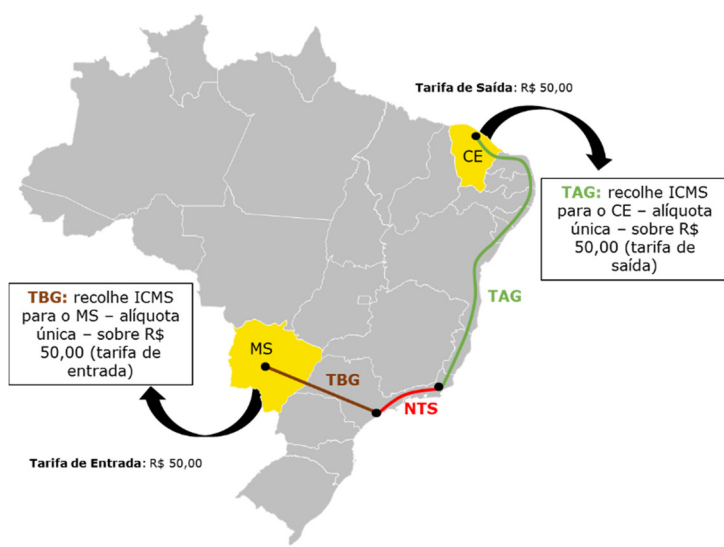 Tarifa de Saída: R$ 50,00
CE
TAG: recolhe ICMS
para o CE – alíquota
única – sobre R$
50,00 (tarifa de
saída)
TAG
TBG: recolhe ICMS
para o MS – alíquota
única – sobre R$
50,00 (tarifa de
entrada)
MS
TBG
NTS
Tarifa de Entrada: R$ 50,00